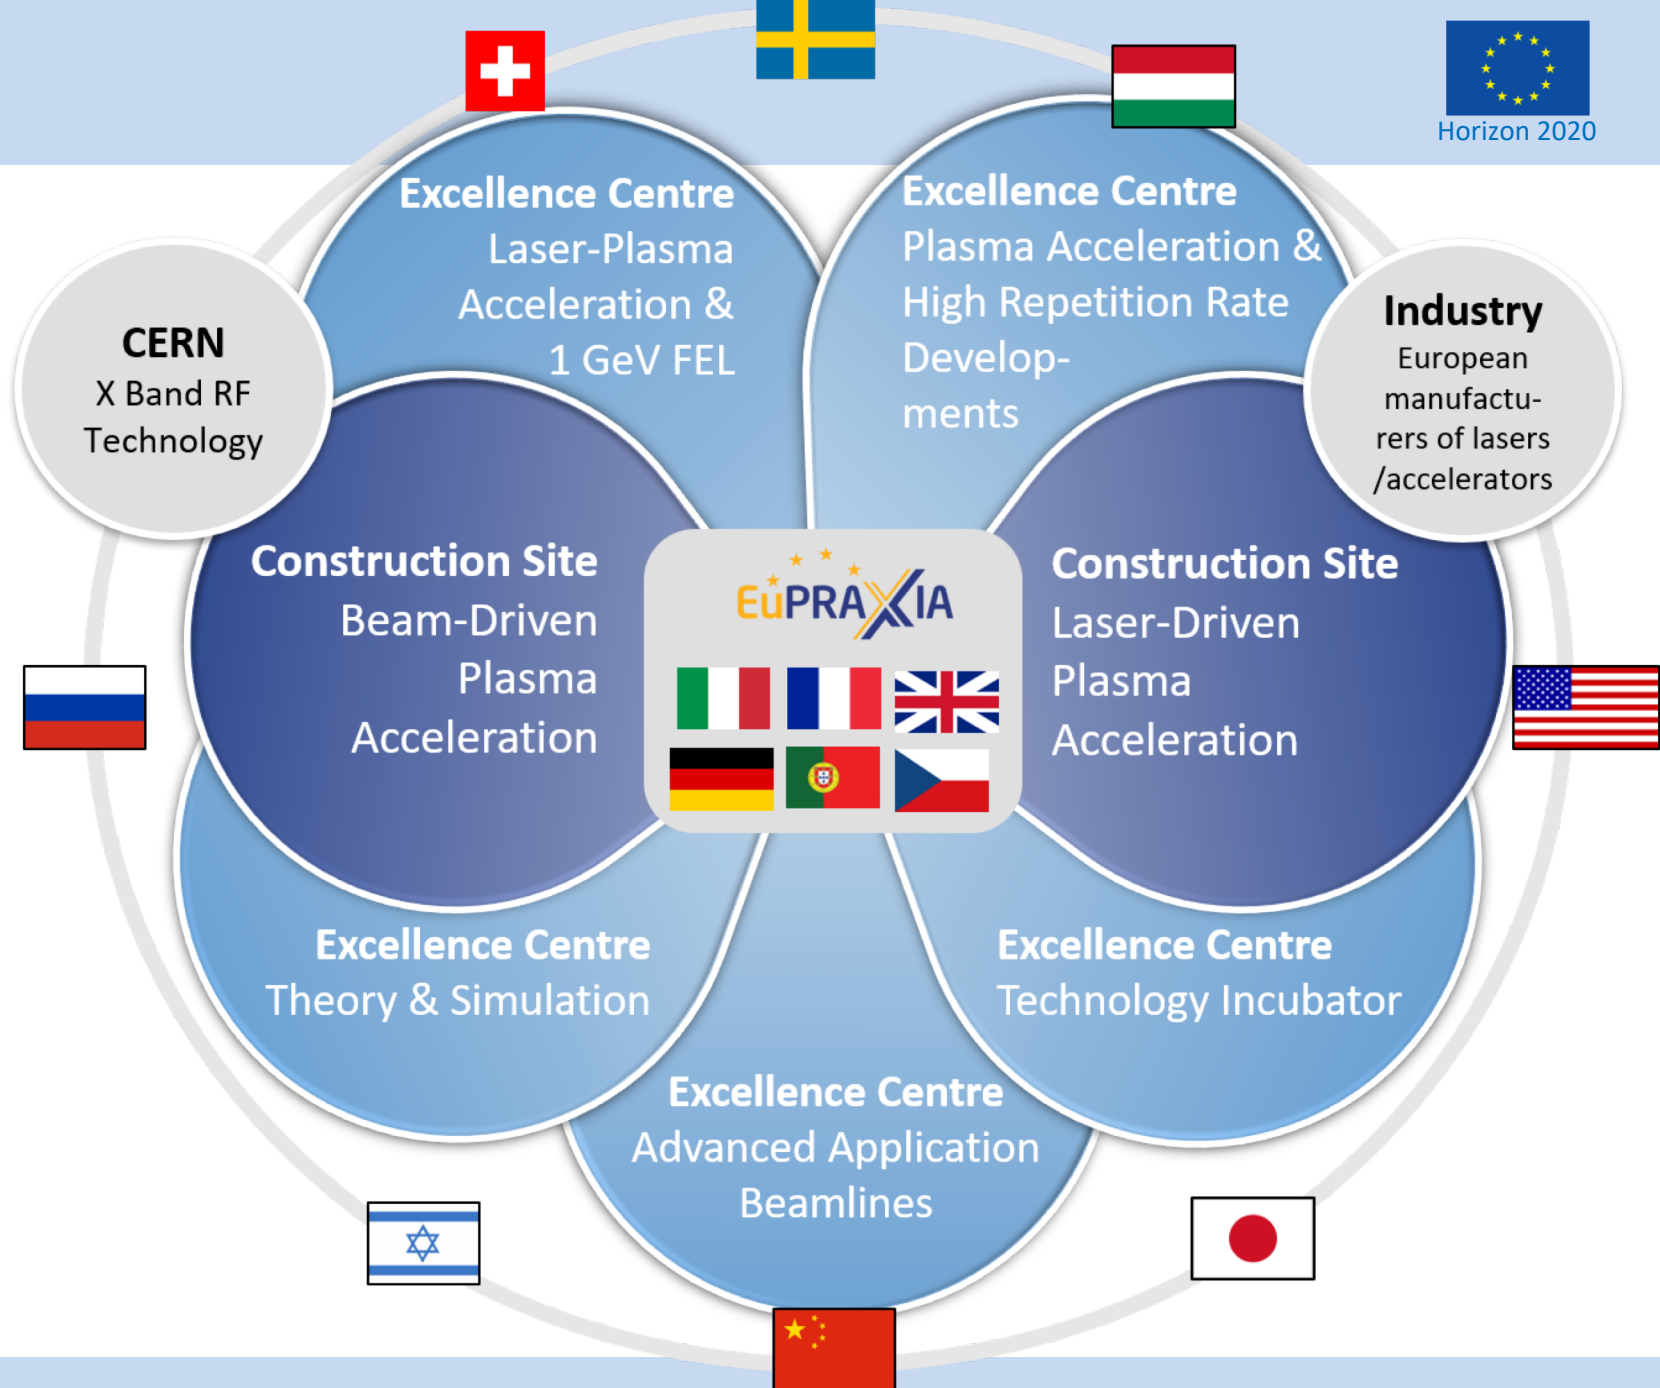 Horizon 2020
Excellence Centre
Laser-Plasma
Acceleration &
1 GeV FEL
Excellence Centre
Plasma Acceleration &
High Repetition Rate
Develop-
ments
CERN
X Band RF
Technology
Industry
European
manufactu-
rers of lasers
/accelerators
Construction Site
Beam-Driven
Plasma
Acceleration
EuPRAXIA
Construction Site
Laser-Driven
Plasma
Acceleration
Excellence Centre
Theory & Simulation
Excellence Centre
Technology Incubator
Excellence Centre
Advanced Application
Beamlines